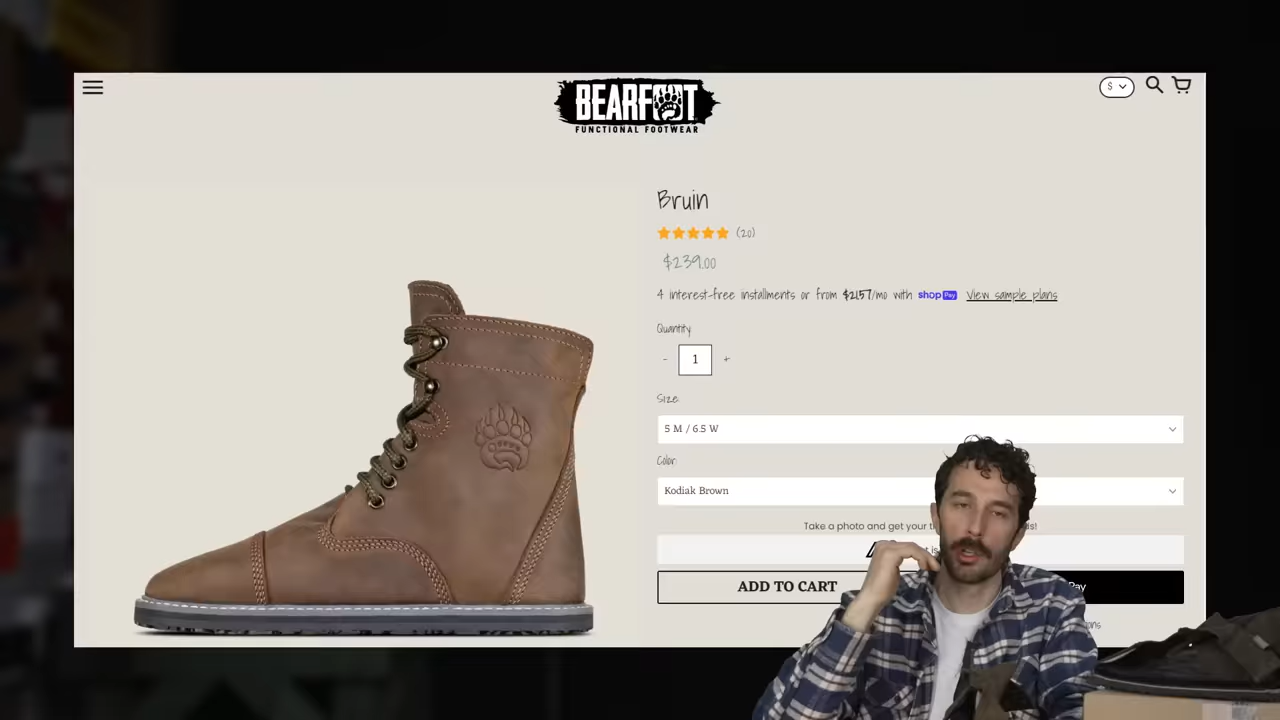 BEARFOOT
FUNCTIONAL FOOTWEAR
$
Bruin
(20)
$239.00
4 interest-free installments or from $21.57/mo with shop Pay View sample plans
Quantity
- 1 +
Size:
5 M / 6.5 W
Color:
Kodiak Brown
Take a photo and get your
ADD TO CART
Pay